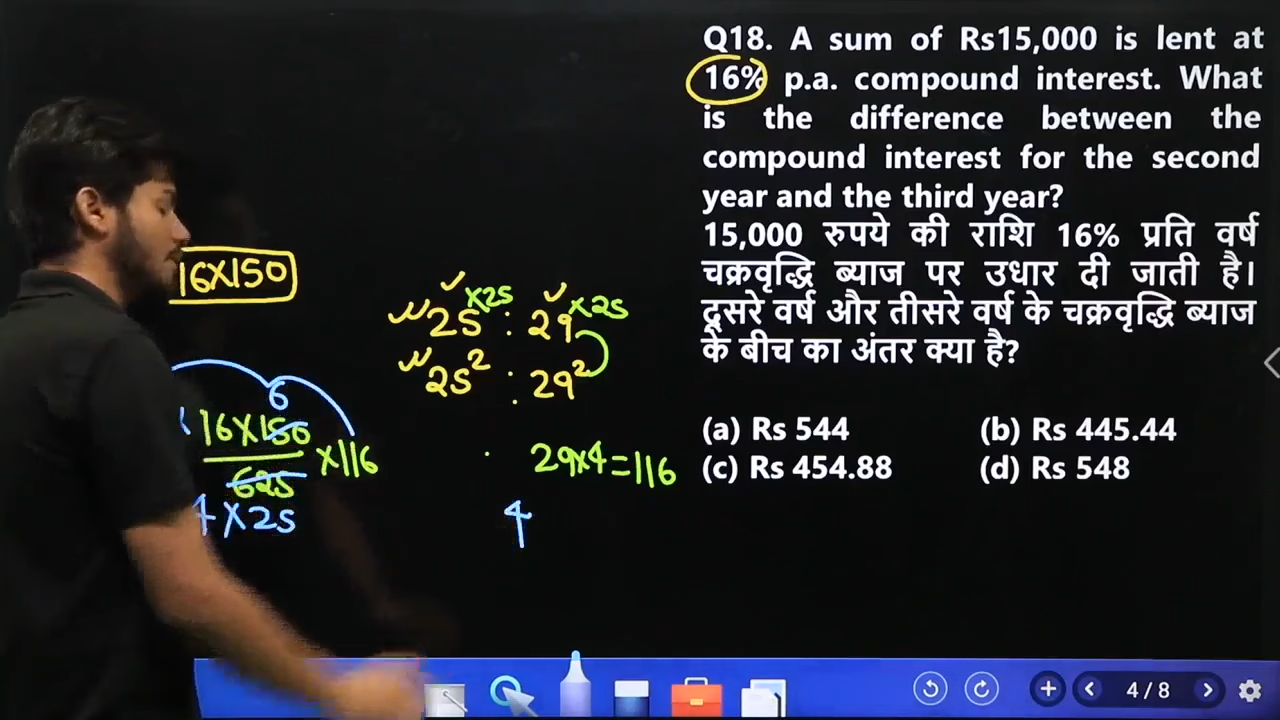 Q18. A sum of Rs15,000 is lent at
16% p.a. compound interest. What
is the difference between the
compound interest for the second
year and the third year?
15,000 रुपये की राशि 16% प्रति वर्ष
चक्रवृद्धि ब्याज पर उधार दी जाती है।
दूसरे वर्ष और तीसरे वर्ष के चक्रवृद्धि ब्याज
के बीच का अंतर क्या है?
(a) Rs 544 (b) Rs 445.44
(c) Rs 454.88 (d) Rs 548
16X150
25 X25 : 29 X25
25² : 29²
6
16X150
625 X116
4X25
29x4=116
4
4 / 8